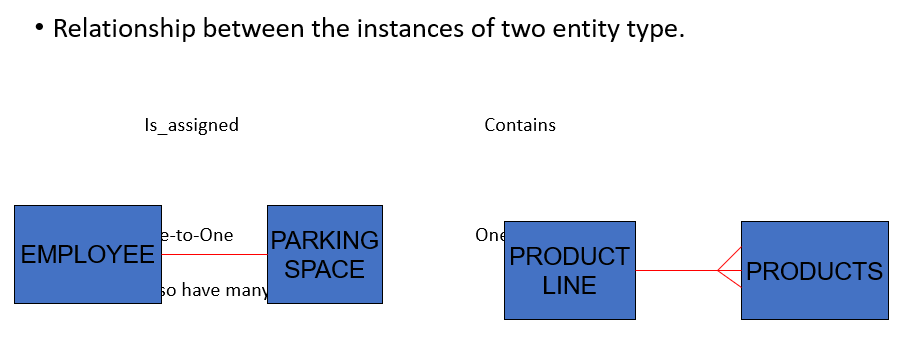 • Relationship between the instances of two entity type.
Is_assigned Contains
EMPLOYEE e-to-One PARKING SPACE One PRODUCT LINE PRODUCTS
so have many